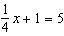 1/4 x + 1 = 5